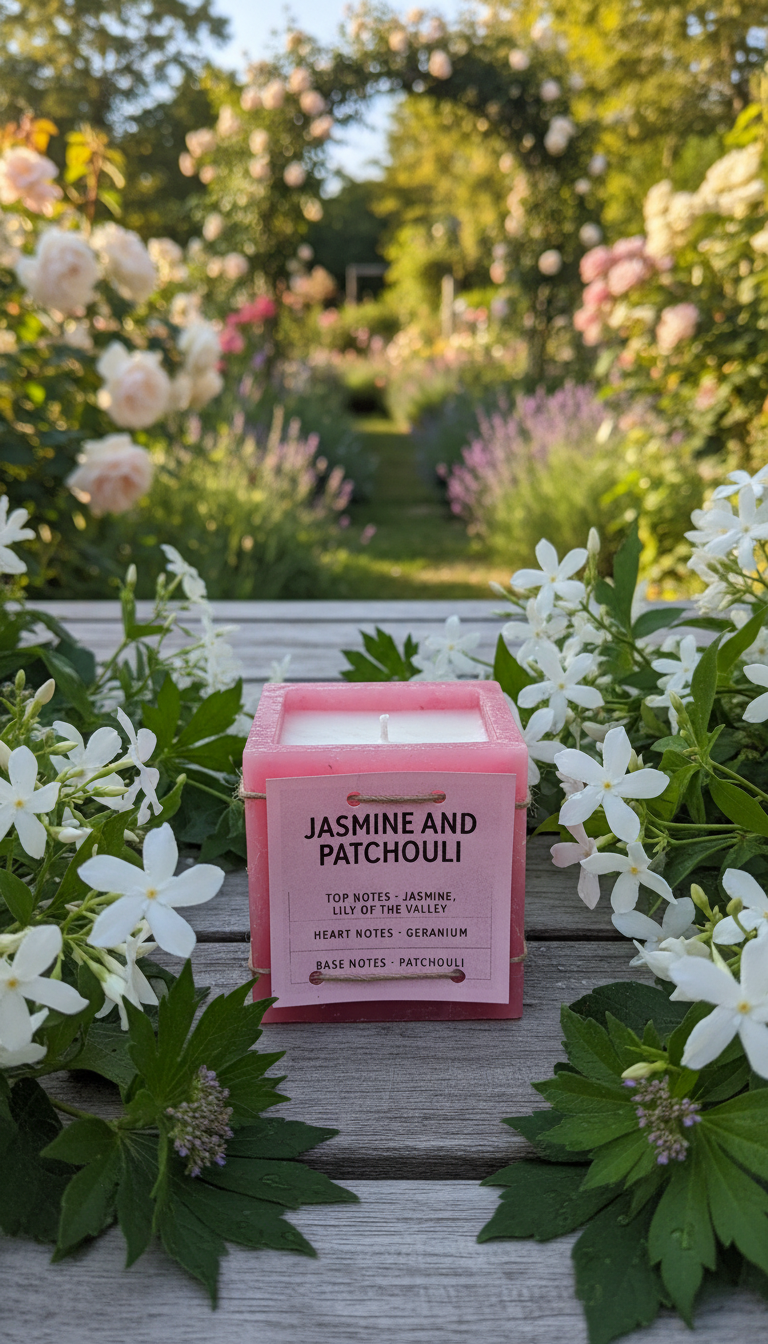 JASMINE AND
PATCHOULI
TOP NOTES - JASMINE,
LILY OF THE VALLEY
HEART NOTES · GERANIUM
BASE NOTES · PATCHOULI